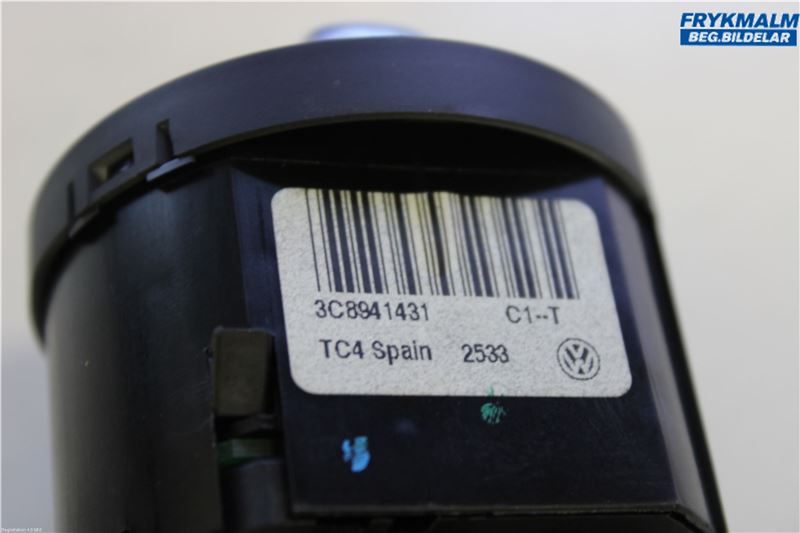 FRYKMALM
BEG.BILDELAR
3C8941431 C1--T
TC4 Spain 2533